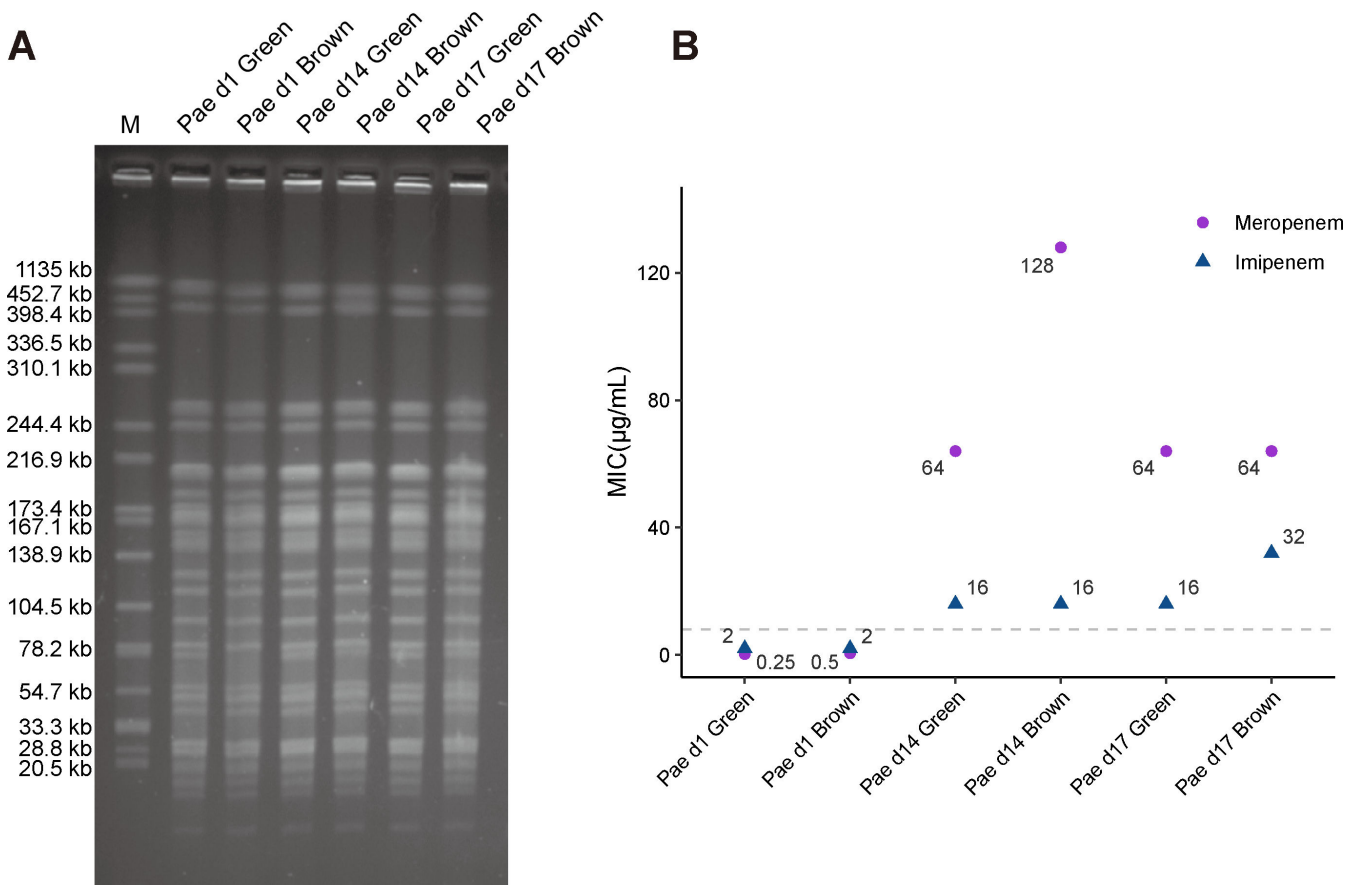 A
M
Pae d1 Green
Pae d1 Brown
Pae d14 Green
Pae d14 Brown
Pae d17 Green
Pae d17 Brown
1135 kb
452.7 kb
398.4 kb
336.5 kb
310.1 kb
244.4 kb
216.9 kb
173.4 kb
167.1 kb
138.9 kb
104.5 kb
78.2 kb
54.7 kb
33.3 kb
28.8 kb
20.5 kb
B
Meropenem
Imipenem
MIC(µg/mL)
120
80
40
0
128
64
64
64
32
16
16
16
2
0.25
2
0.5
Pae d1 Green
Pae d1 Brown
Pae d14 Green
Pae d14 Brown
Pae d17 Green
Pae d17 Brown